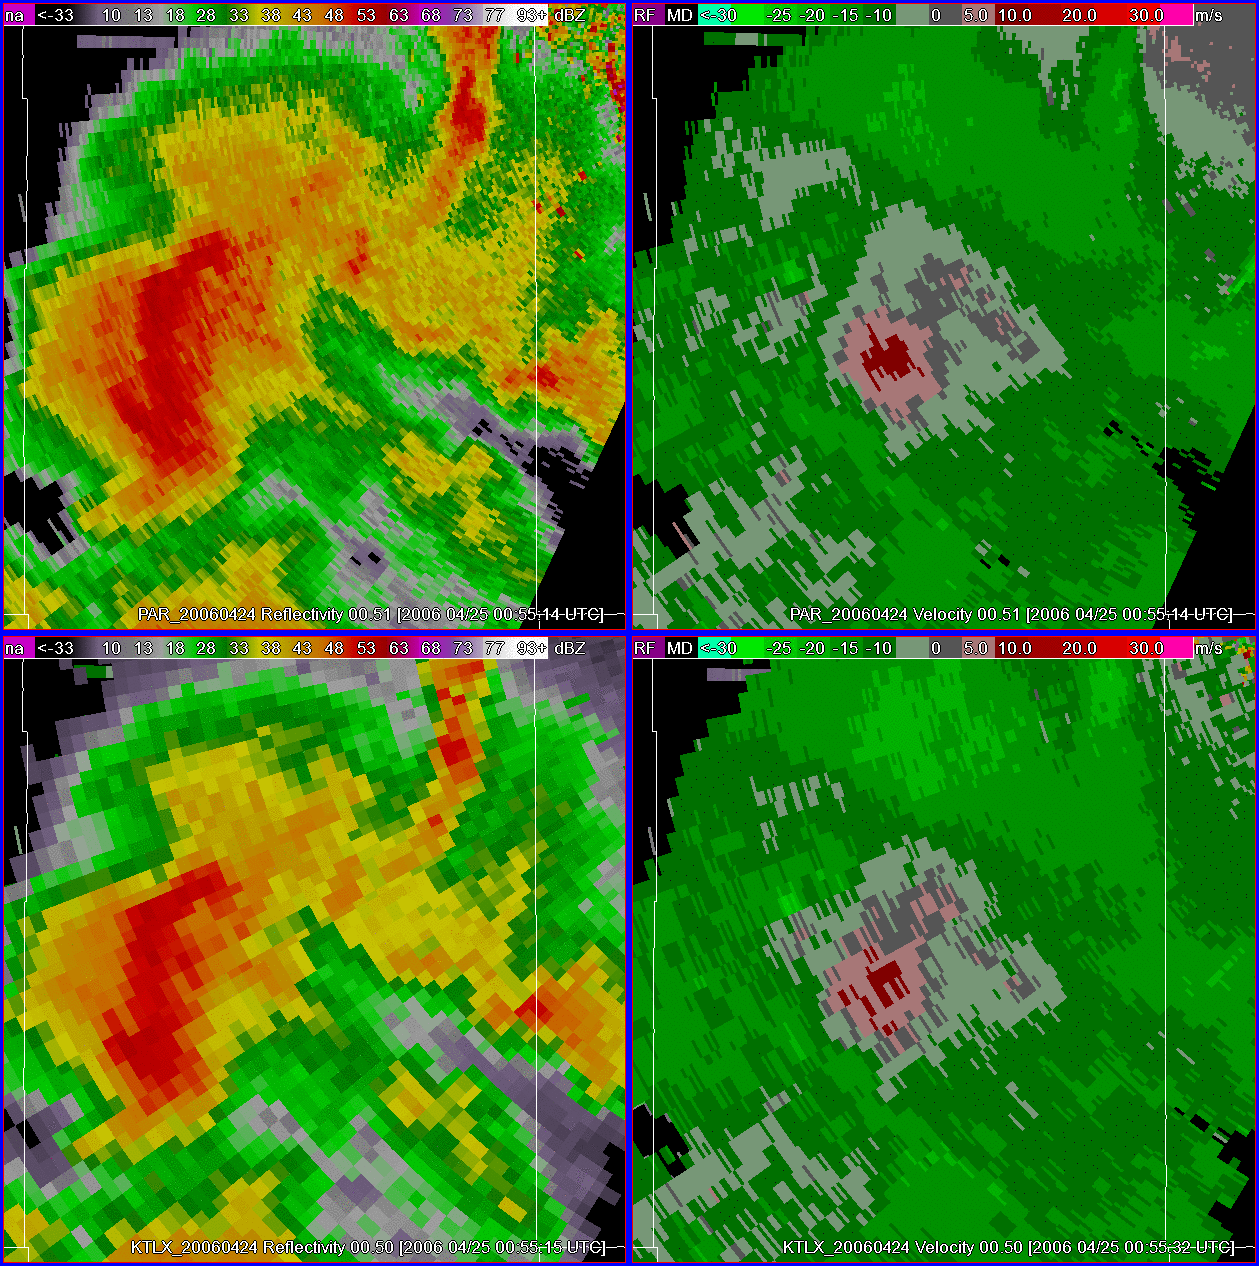 na <-33 10 13 18 28 33 38 43 48 53 63 68 73 77 93+ dBZ
RF MD <-30 -25 -20 -15 -10 0 5.0 10.0 20.0 30.0 m/s
PAR_20060424 Reflectivity 00.51 [2006 04/25 00:55:14 UTC]
PAR_20060424 Velocity 00.51 [2006 04/25 00:55:14 UTC]
na <-33 10 13 18 28 33 38 43 48 53 63 68 73 77 93+ dBZ
RF MD <-30 -25 -20 -15 -10 0 5.0 10.0 20.0 30.0 m/s
KTLX_20060424 Reflectivity 00.50 [2006 04/25 00:55:15 UTC]
KTLX_20060424 Velocity 00.50 [2006 04/25 00:55:32 UTC]